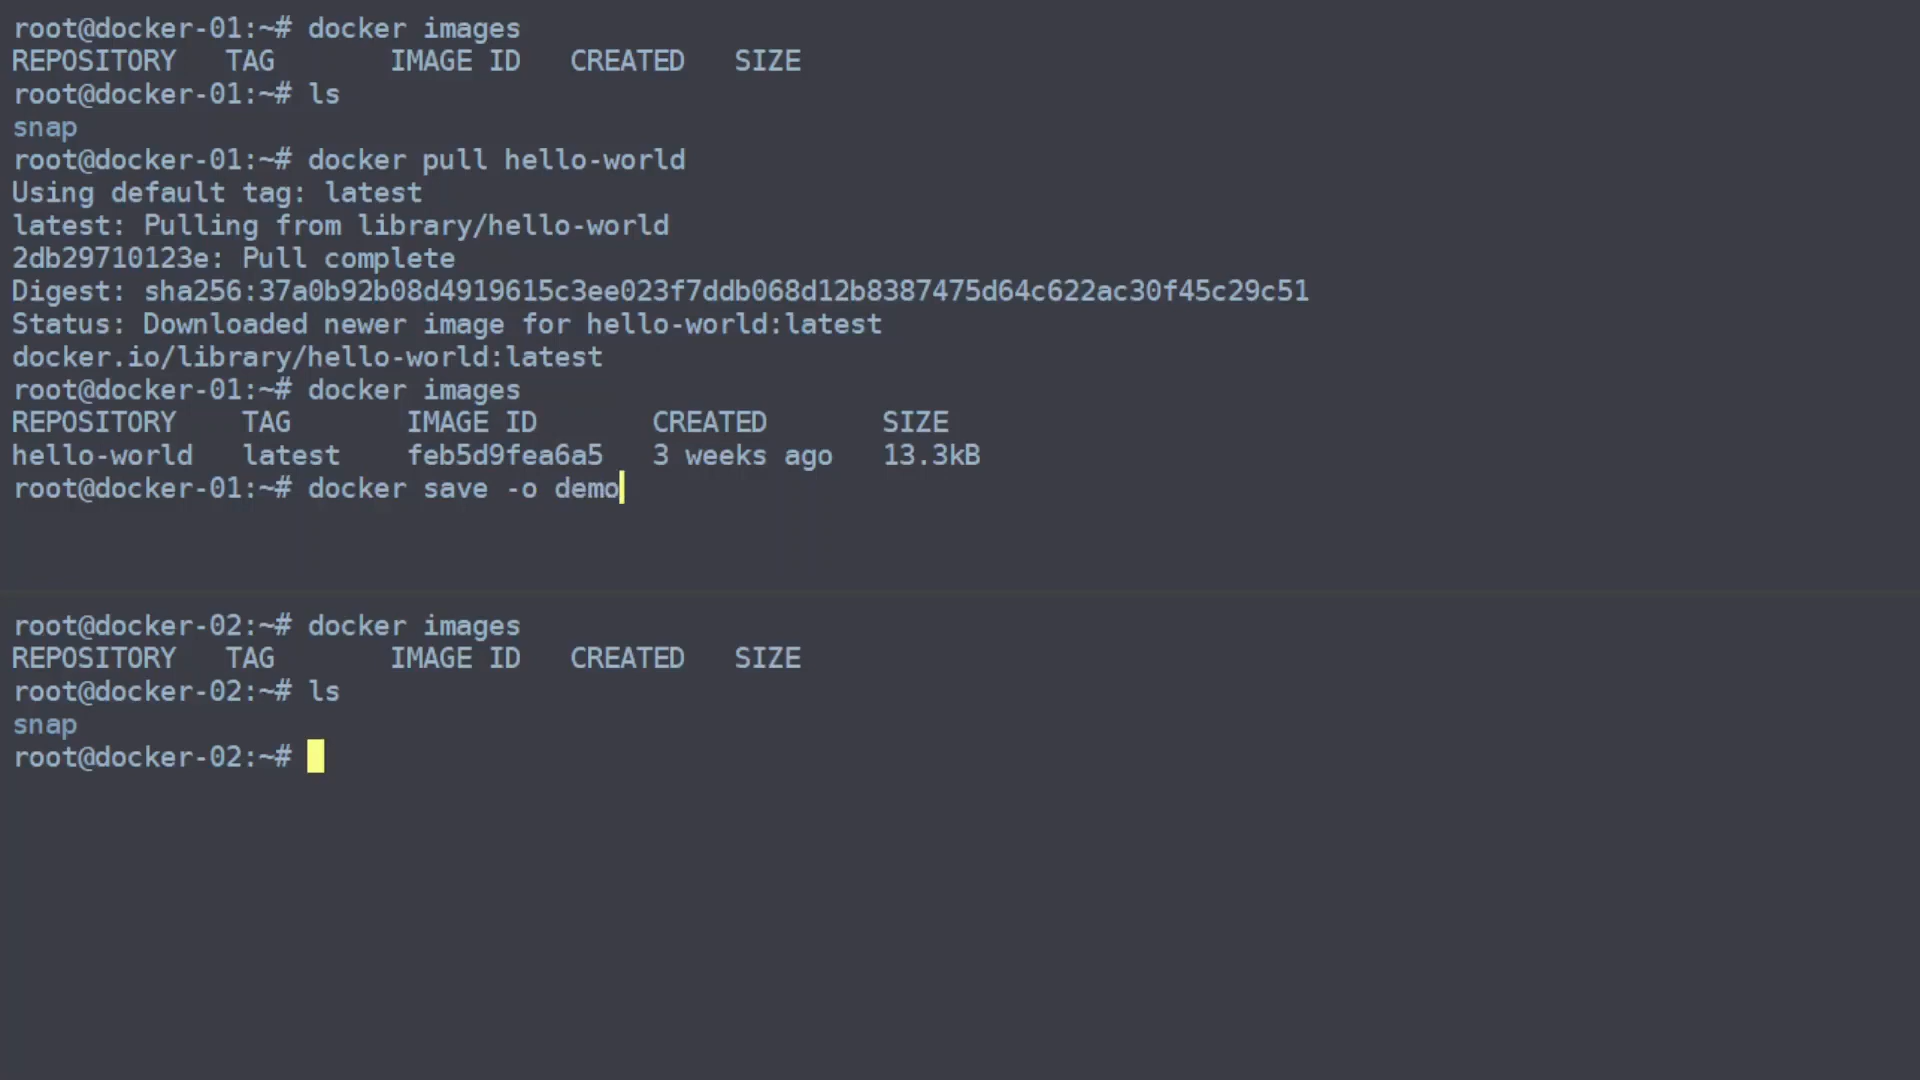 root@docker-01:~# docker images
REPOSITORY   TAG       IMAGE ID   CREATED   SIZE
root@docker-01:~# ls
snap
root@docker-01:~# docker pull hello-world
Using default tag: latest
latest: Pulling from library/hello-world
2db29710123e: Pull complete
Digest: sha256:37a0b92b08d4919615c3ee023f7ddb068d12b8387475d64c622ac30f45c29c51
Status: Downloaded newer image for hello-world:latest
docker.io/library/hello-world:latest
root@docker-01:~# docker images
REPOSITORY    TAG       IMAGE ID       CREATED       SIZE
hello-world   latest    feb5d9fea6a5   3 weeks ago   13.3kB
root@docker-01:~# docker save -o demo
root@docker-02:~# docker images
REPOSITORY   TAG       IMAGE ID   CREATED   SIZE
root@docker-02:~# ls
snap
root@docker-02:~#